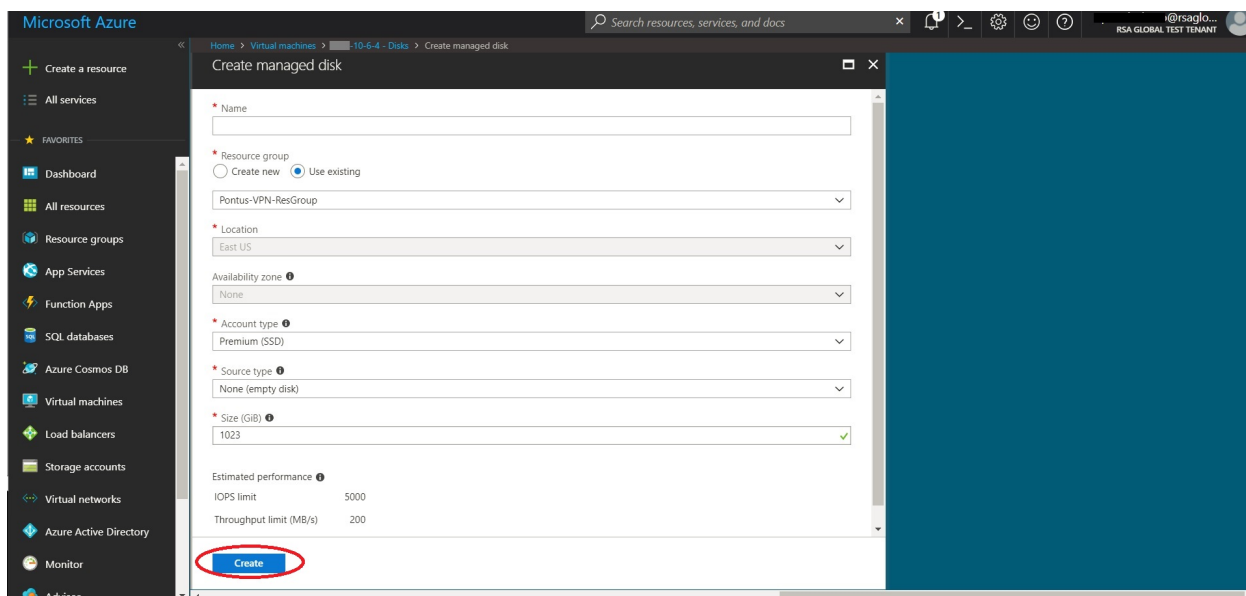 Microsoft Azure
Search resources, services, and docs
1
@rsaglo...
RSA GLOBAL TEST TENANT
Home > Virtual machines > -10-6-4 - Disks > Create managed disk
Create managed disk
Create a resource
All services
FAVORITES
Dashboard
All resources
Resource groups
App Services
Function Apps
SQL databases
Azure Cosmos DB
Virtual machines
Load balancers
Storage accounts
Virtual networks
Azure Active Directory
Monitor
* Name
* Resource group
Create new Use existing
Pontus-VPN-ResGroup
* Location
East US
Availability zone
None
* Account type
Premium (SSD)
* Source type
None (empty disk)
* Size (GiB)
1023
Estimated performance
IOPS limit 5000
Throughput limit (MB/s) 200
Create